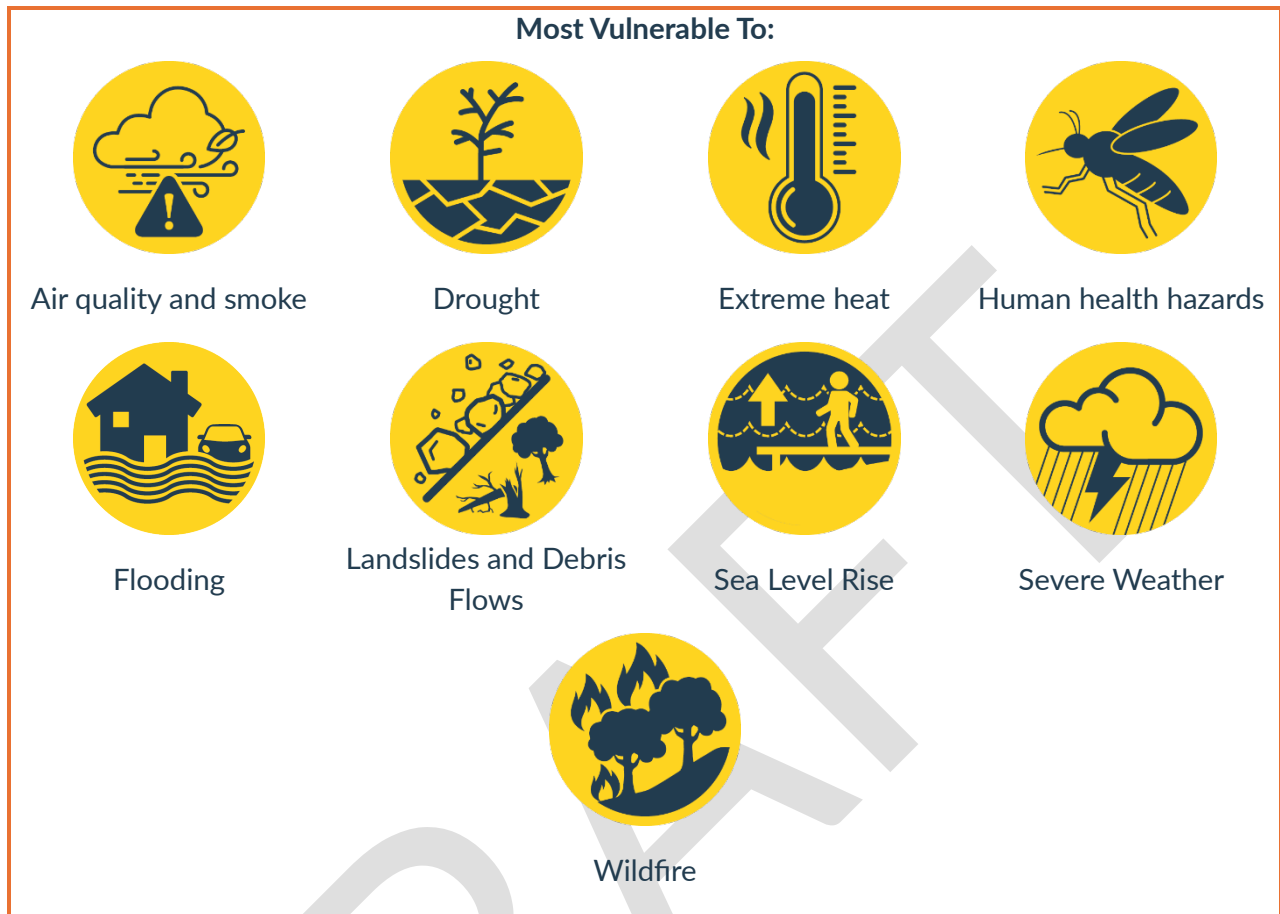 Most Vulnerable To:
Air quality and smoke
Drought
Extreme heat
Human health hazards
Flooding
Landslides and Debris
Flows
Sea Level Rise
Severe Weather
Wildfire
DRAFT